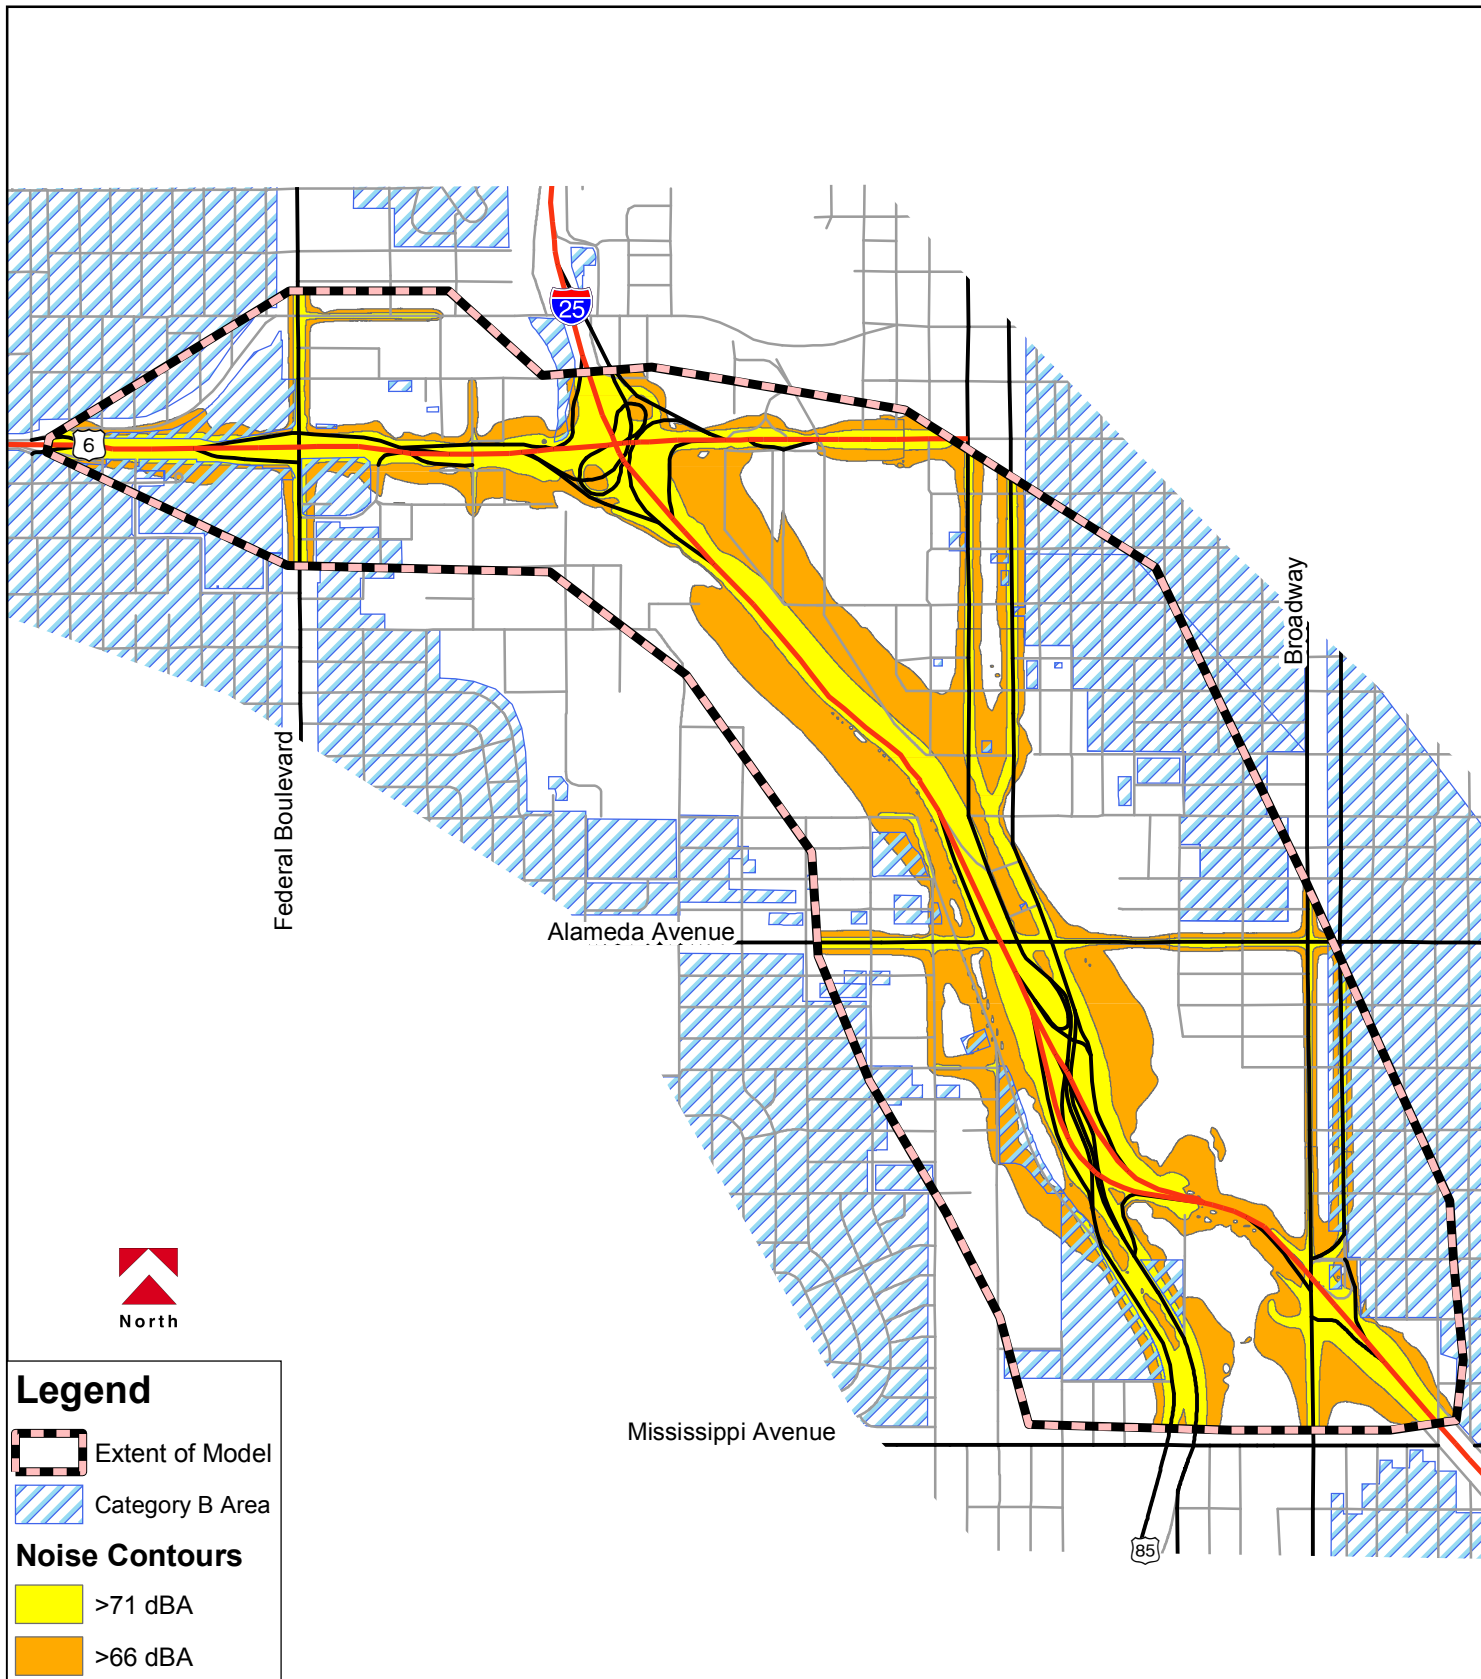 25
6
Broadway
Federal Boulevard
Alameda Avenue
North
Mississippi Avenue
85
Legend
Extent of Model
Category B Area
Noise Contours
>71 dBA
>66 dBA